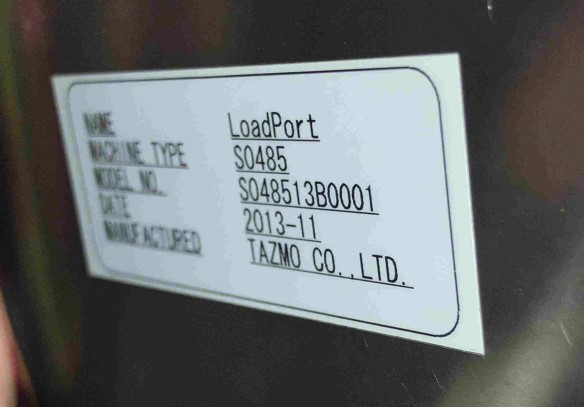 NAME LoadPort
MACHINE TYPE S0485
MODEL NO. S048513B0001
DATE 2013-11
MANUFACTURED TAZMO CO.,LTD.